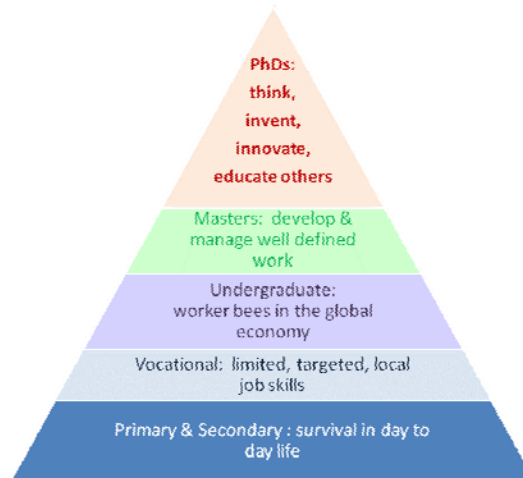 PhDs:
think,
invent,
innovate,
educate others
Masters: develop &
manage well defined
work
Undergraduate:
worker bees in the global
economy
Vocational: limited, targeted, local
job skills
Primary & Secondary : survival in day to
day life